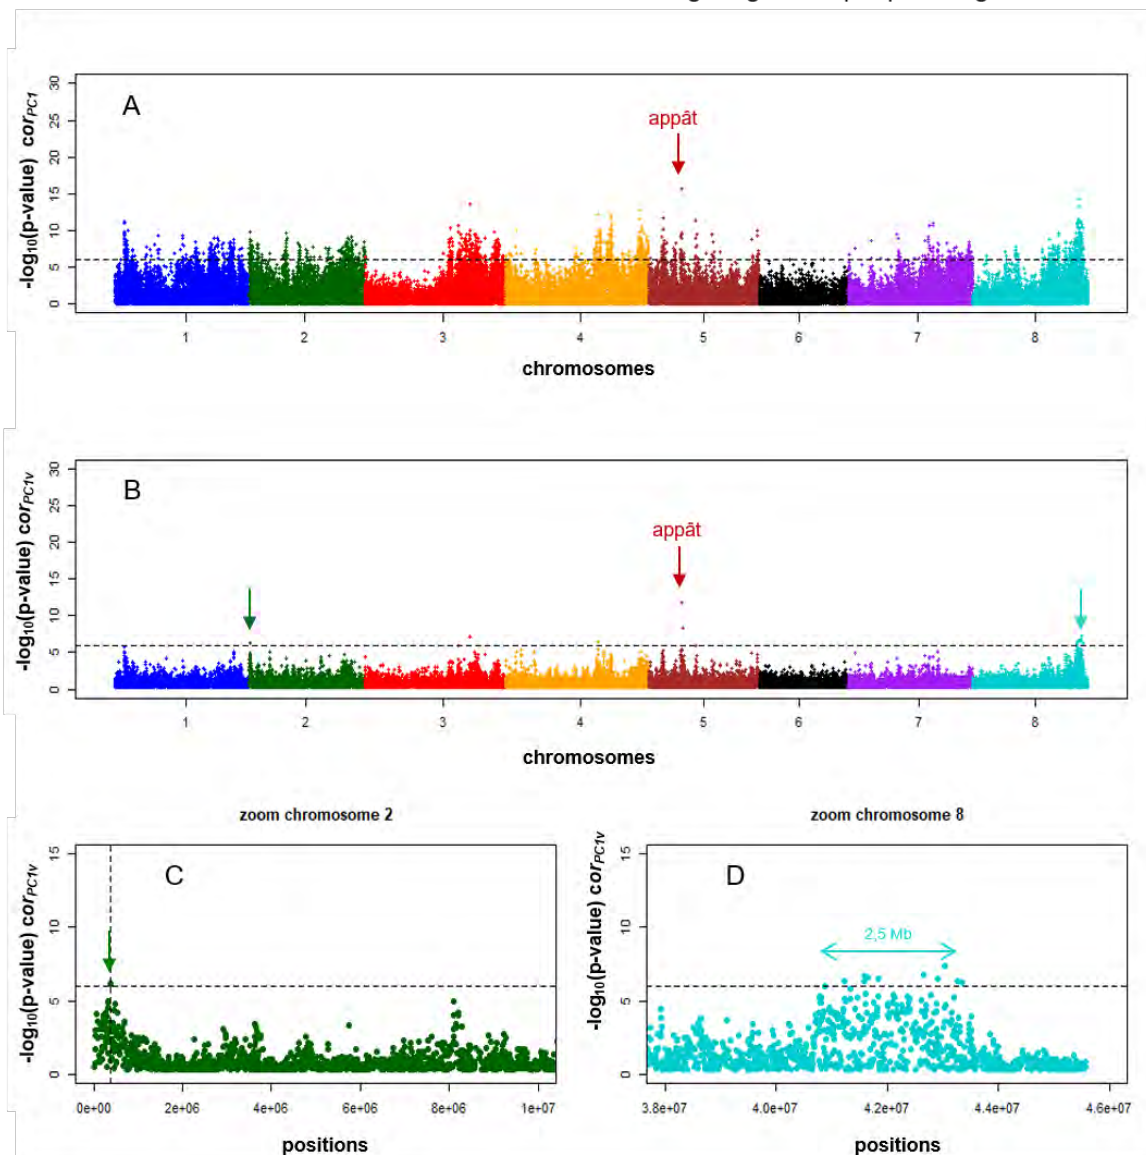 A
appât
-log10(p-value) corPC1
30
25
20
15
10
5
0
1 2 3 4 5 6 7 8
chromosomes
B
appât
-log10(p-value) corPC1v
30
25
20
15
10
5
0
1 2 3 4 5 6 7 8
chromosomes
zoom chromosome 2
C
-log10(p-value) corPC1v
15
10
5
0
0e+00 2e+06 4e+06 6e+06 8e+06 1e+07
positions
zoom chromosome 8
D
2,5 Mb
-log10(p-value) corPC1v
15
10
5
0
3.8e+07 4.0e+07 4.2e+07 4.4e+07 4.6e+07
positions